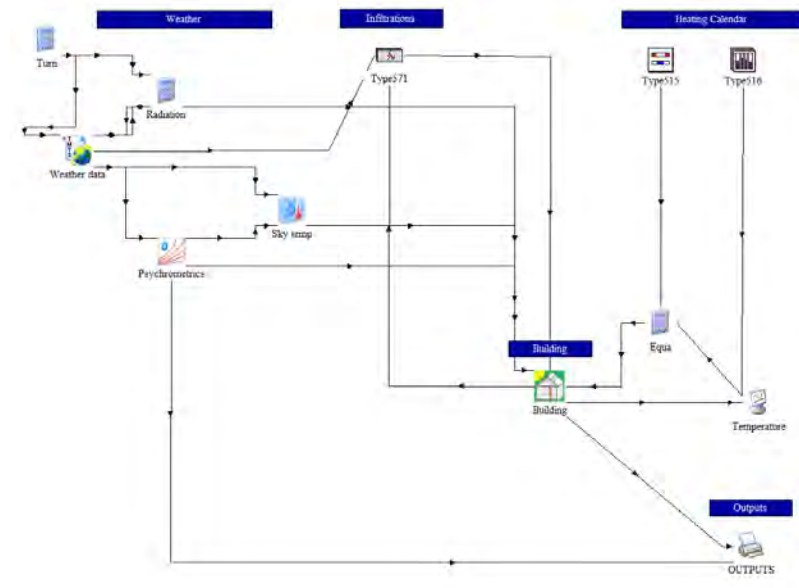 Weather
Infiltrations
Heating Calendar
Turn
Type571
Type515
Type516
Radiation
Weather data
Sky temp
Psychrometrics
Building
Equa
Building
Temperature
Outputs
OUTPUTS